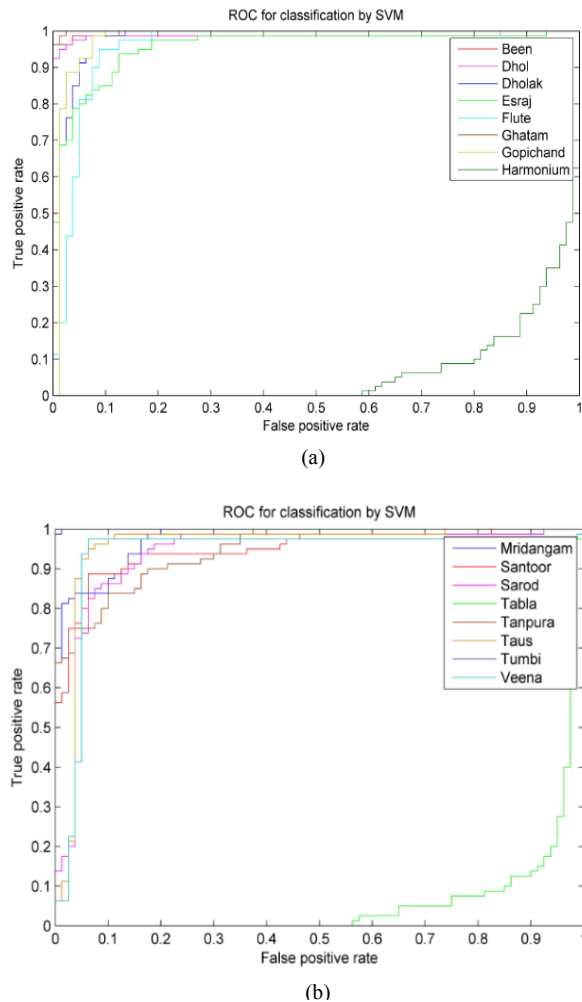 ROC for classification by SVM
1
0.9
0.8
0.7
0.6
0.5
0.4
0.3
0.2
0.1
0
True positive rate
Been
Dhol
Dholak
Esraj
Flute
Ghatam
Gopichand
Harmonium
0 0.1 0.2 0.3 0.4 0.5 0.6 0.7 0.8 0.9 1
False positive rate
(a)
ROC for classification by SVM
1
0.9
0.8
0.7
0.6
0.5
0.4
0.3
0.2
0.1
0
True positive rate
Mridangam
Santoor
Sarod
Tabla
Tanpura
Taus
Tumbi
Veena
0 0.1 0.2 0.3 0.4 0.5 0.6 0.7 0.8 0.9 1
False positive rate
(b)